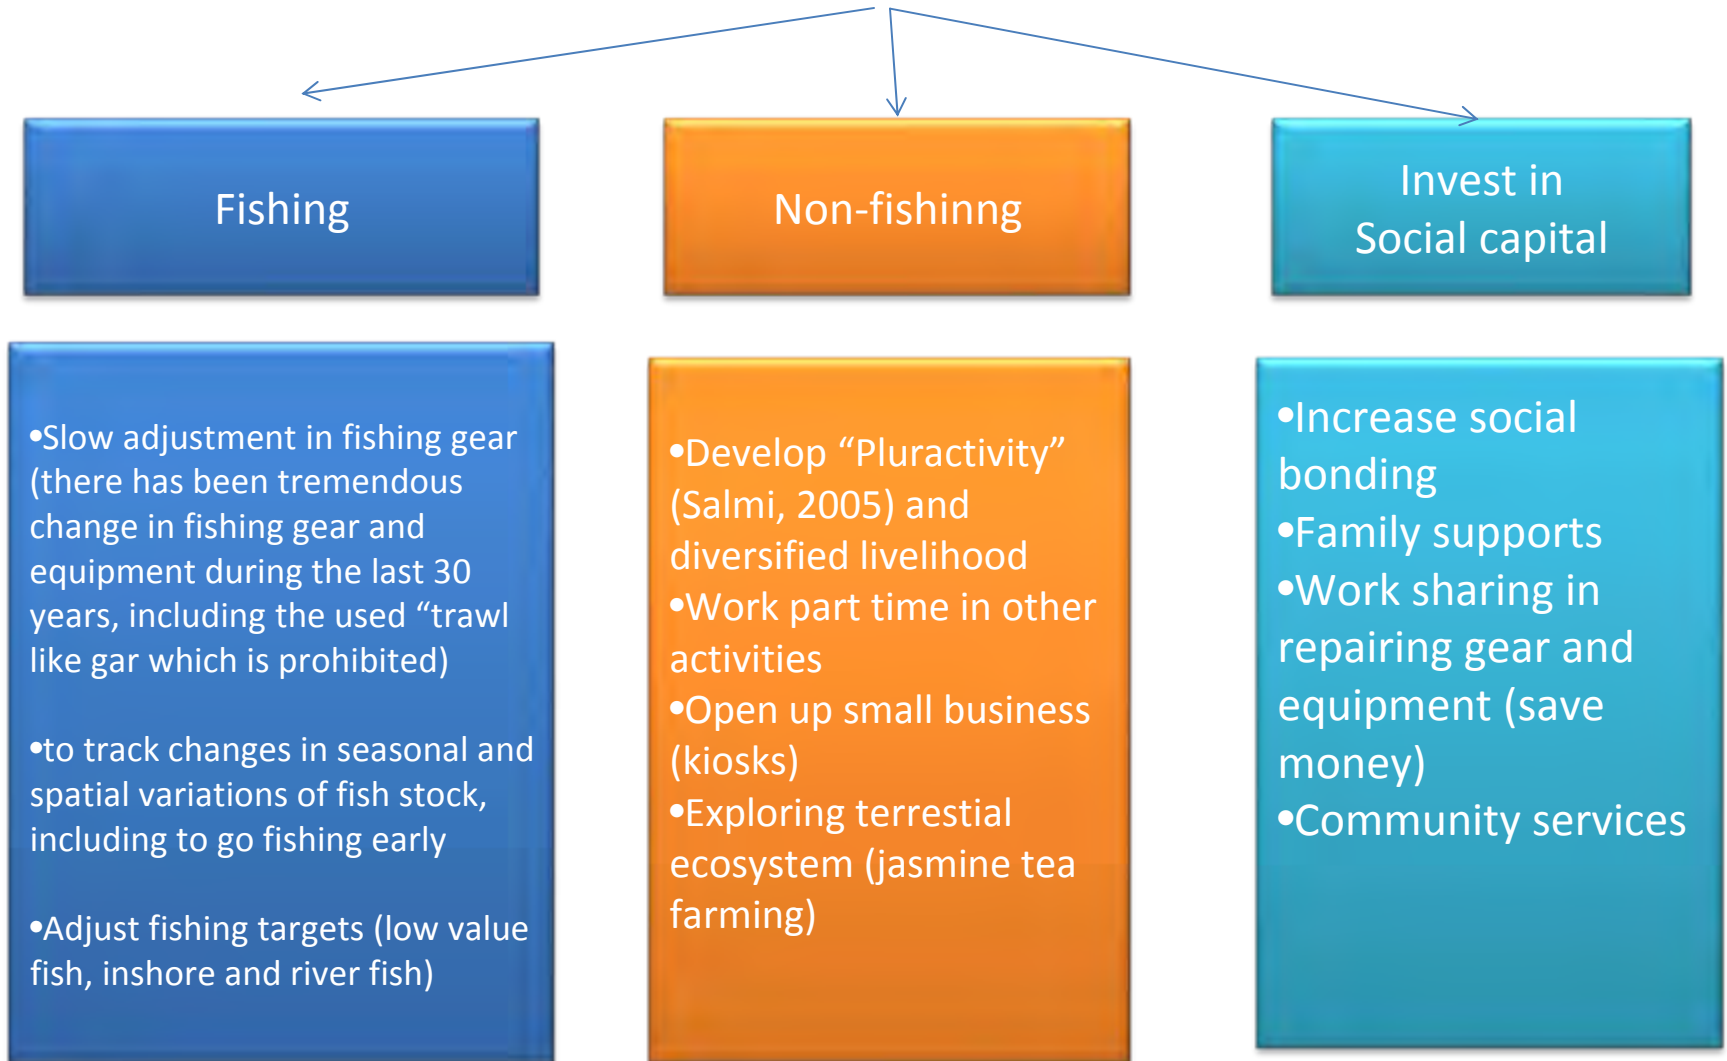 Fishing
Non-fishinng
Invest in
Social capital
•Slow adjustment in fishing gear
(there has been tremendous
change in fishing gear and
equipment during the last 30
years, including the used “trawl
like gar which is prohibited)
•to track changes in seasonal and
spatial variations of fish stock,
including to go fishing early
•Adjust fishing targets (low value
fish, inshore and river fish)
•Develop “Pluractivity”
(Salmi, 2005) and
diversified livelihood
•Work part time in other
activities
•Open up small business
(kiosks)
•Exploring terrestial
ecosystem (jasmine tea
farming)
•Increase social
bonding
•Family supports
•Work sharing in
repairing gear and
equipment (save
money)
•Community services